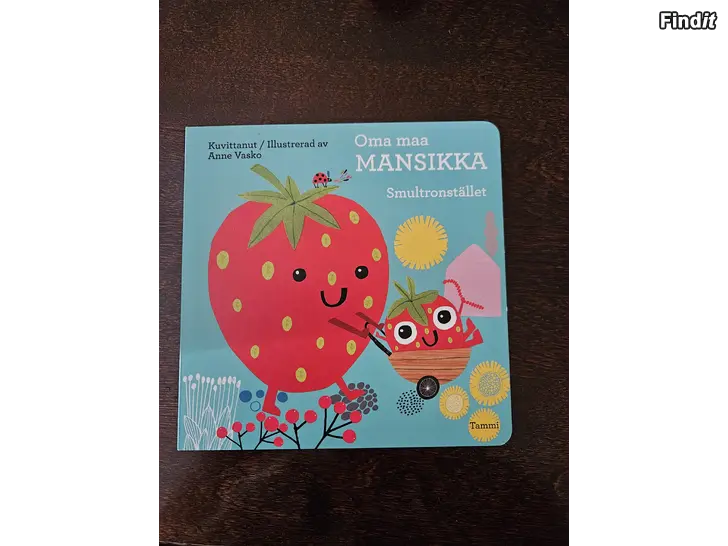 Findit
Kuvittanut / Illustrerad av
Anne Vasko
Oma maa
MANSIKKA
Smultronstället
Tammi